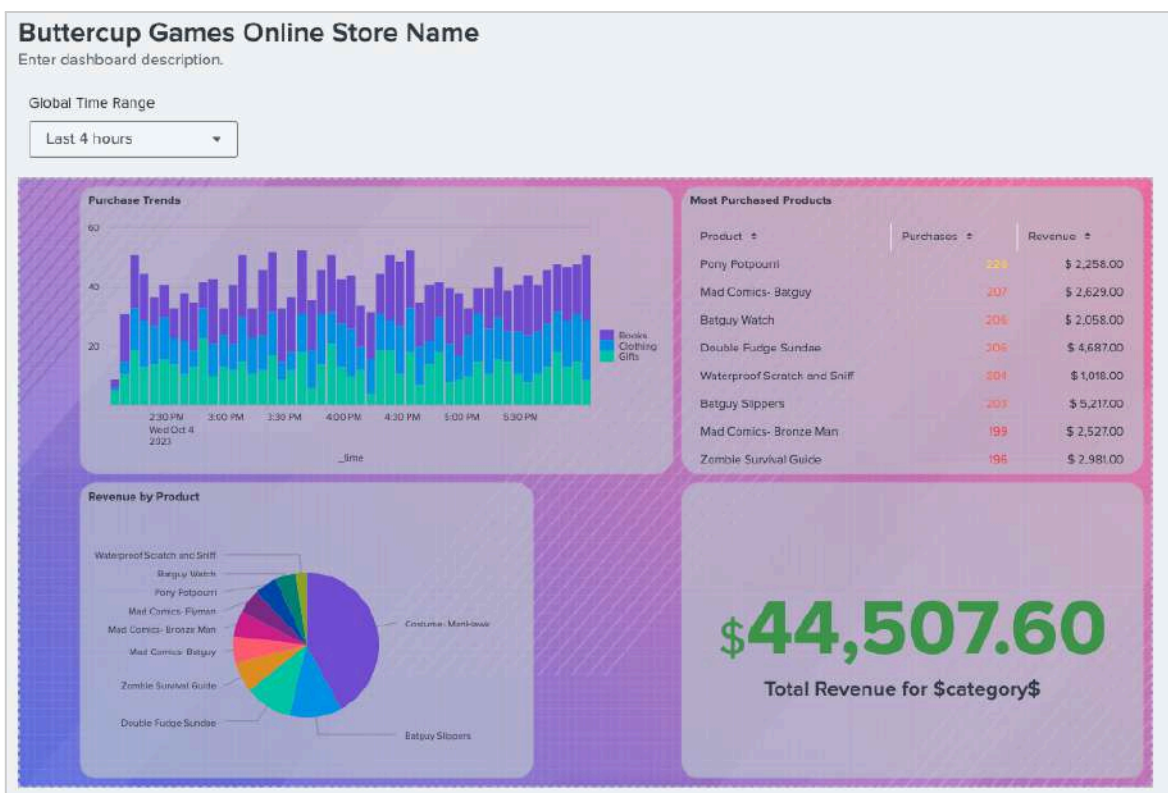 Buttercup Games Online Store Name
Enter dashboard description.
Global Time Range
Last 4 hours
Purchase Trends
60
40
20
2:30 PM 3:00 PM 3:30 PM 4:00 PM 4:30 PM 5:00 PM 5:30 PM
Wed Oct 4
2023
_time
Books
Clothing
Gifts
Most Purchased Products
Product Purchases Revenue
Pony Potpourri $ 2,258.00
Mad Comics- Batguy 207 $ 2,629.00
Batguy Watch 206 $ 2,058.00
Double Fudge Sundae $ 4,687.00
Waterproof Scratch and Sniff 204 $ 1,018.00
Batguy Slippers 203 $ 5,217.00
Mad Comics- Bronze Man 199 $ 2,527.00
Zombie Survival Guide 196 $ 2,981.00
Revenue by Product
Waterproof Scratch and Sniff
Batguy Watch
Pony Potpourri
Mad Comics- Flyman
Mad Comics- Bronze Man
Mad Comics- Batguy
Zombie Survival Guide
Double Fudge Sundae
Costume- ManHawk
Batguy Slippers
$44,507.60
Total Revenue for $category$